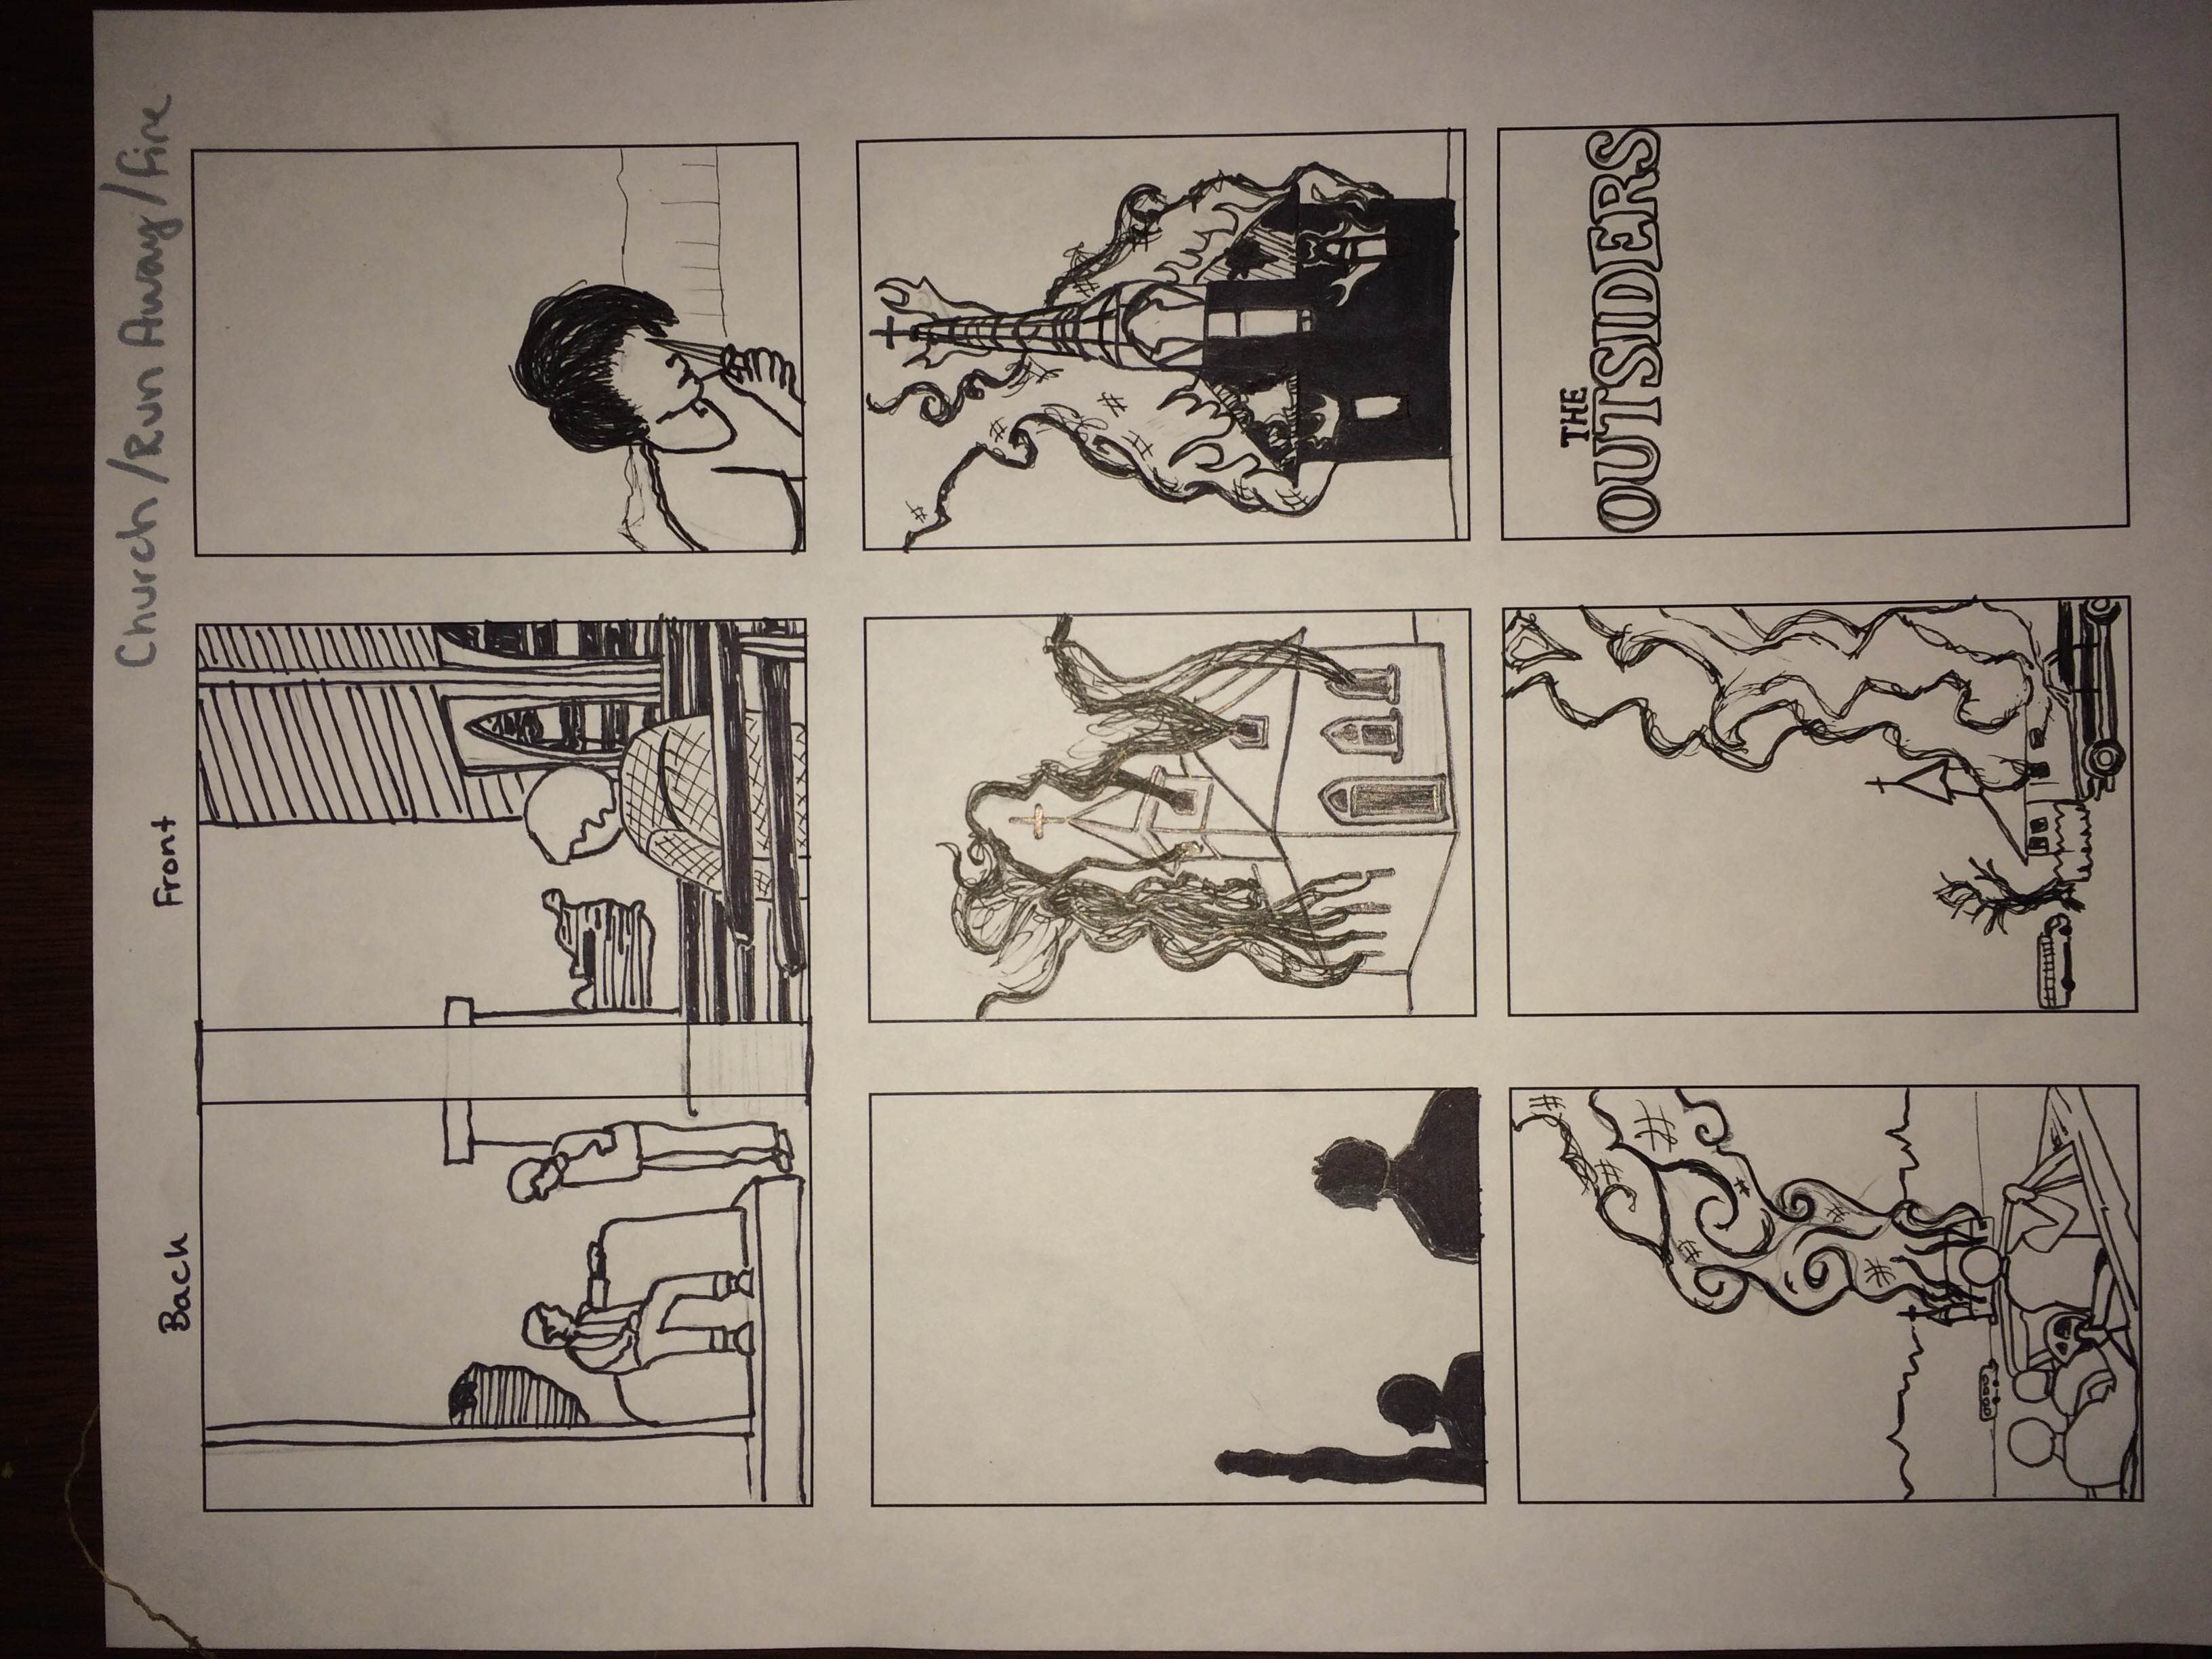 Church/Run Away/Fire
Back
Front
THE
OUTSIDERS